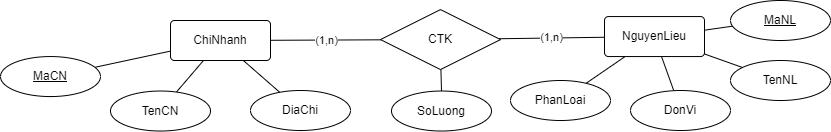 MaNL
ChiNhanh
(1,n)
CTK
(1,n)
NguyenLieu
MaCN
TenNL
TenCN
DiaChi
SoLuong
PhanLoai
DonVi